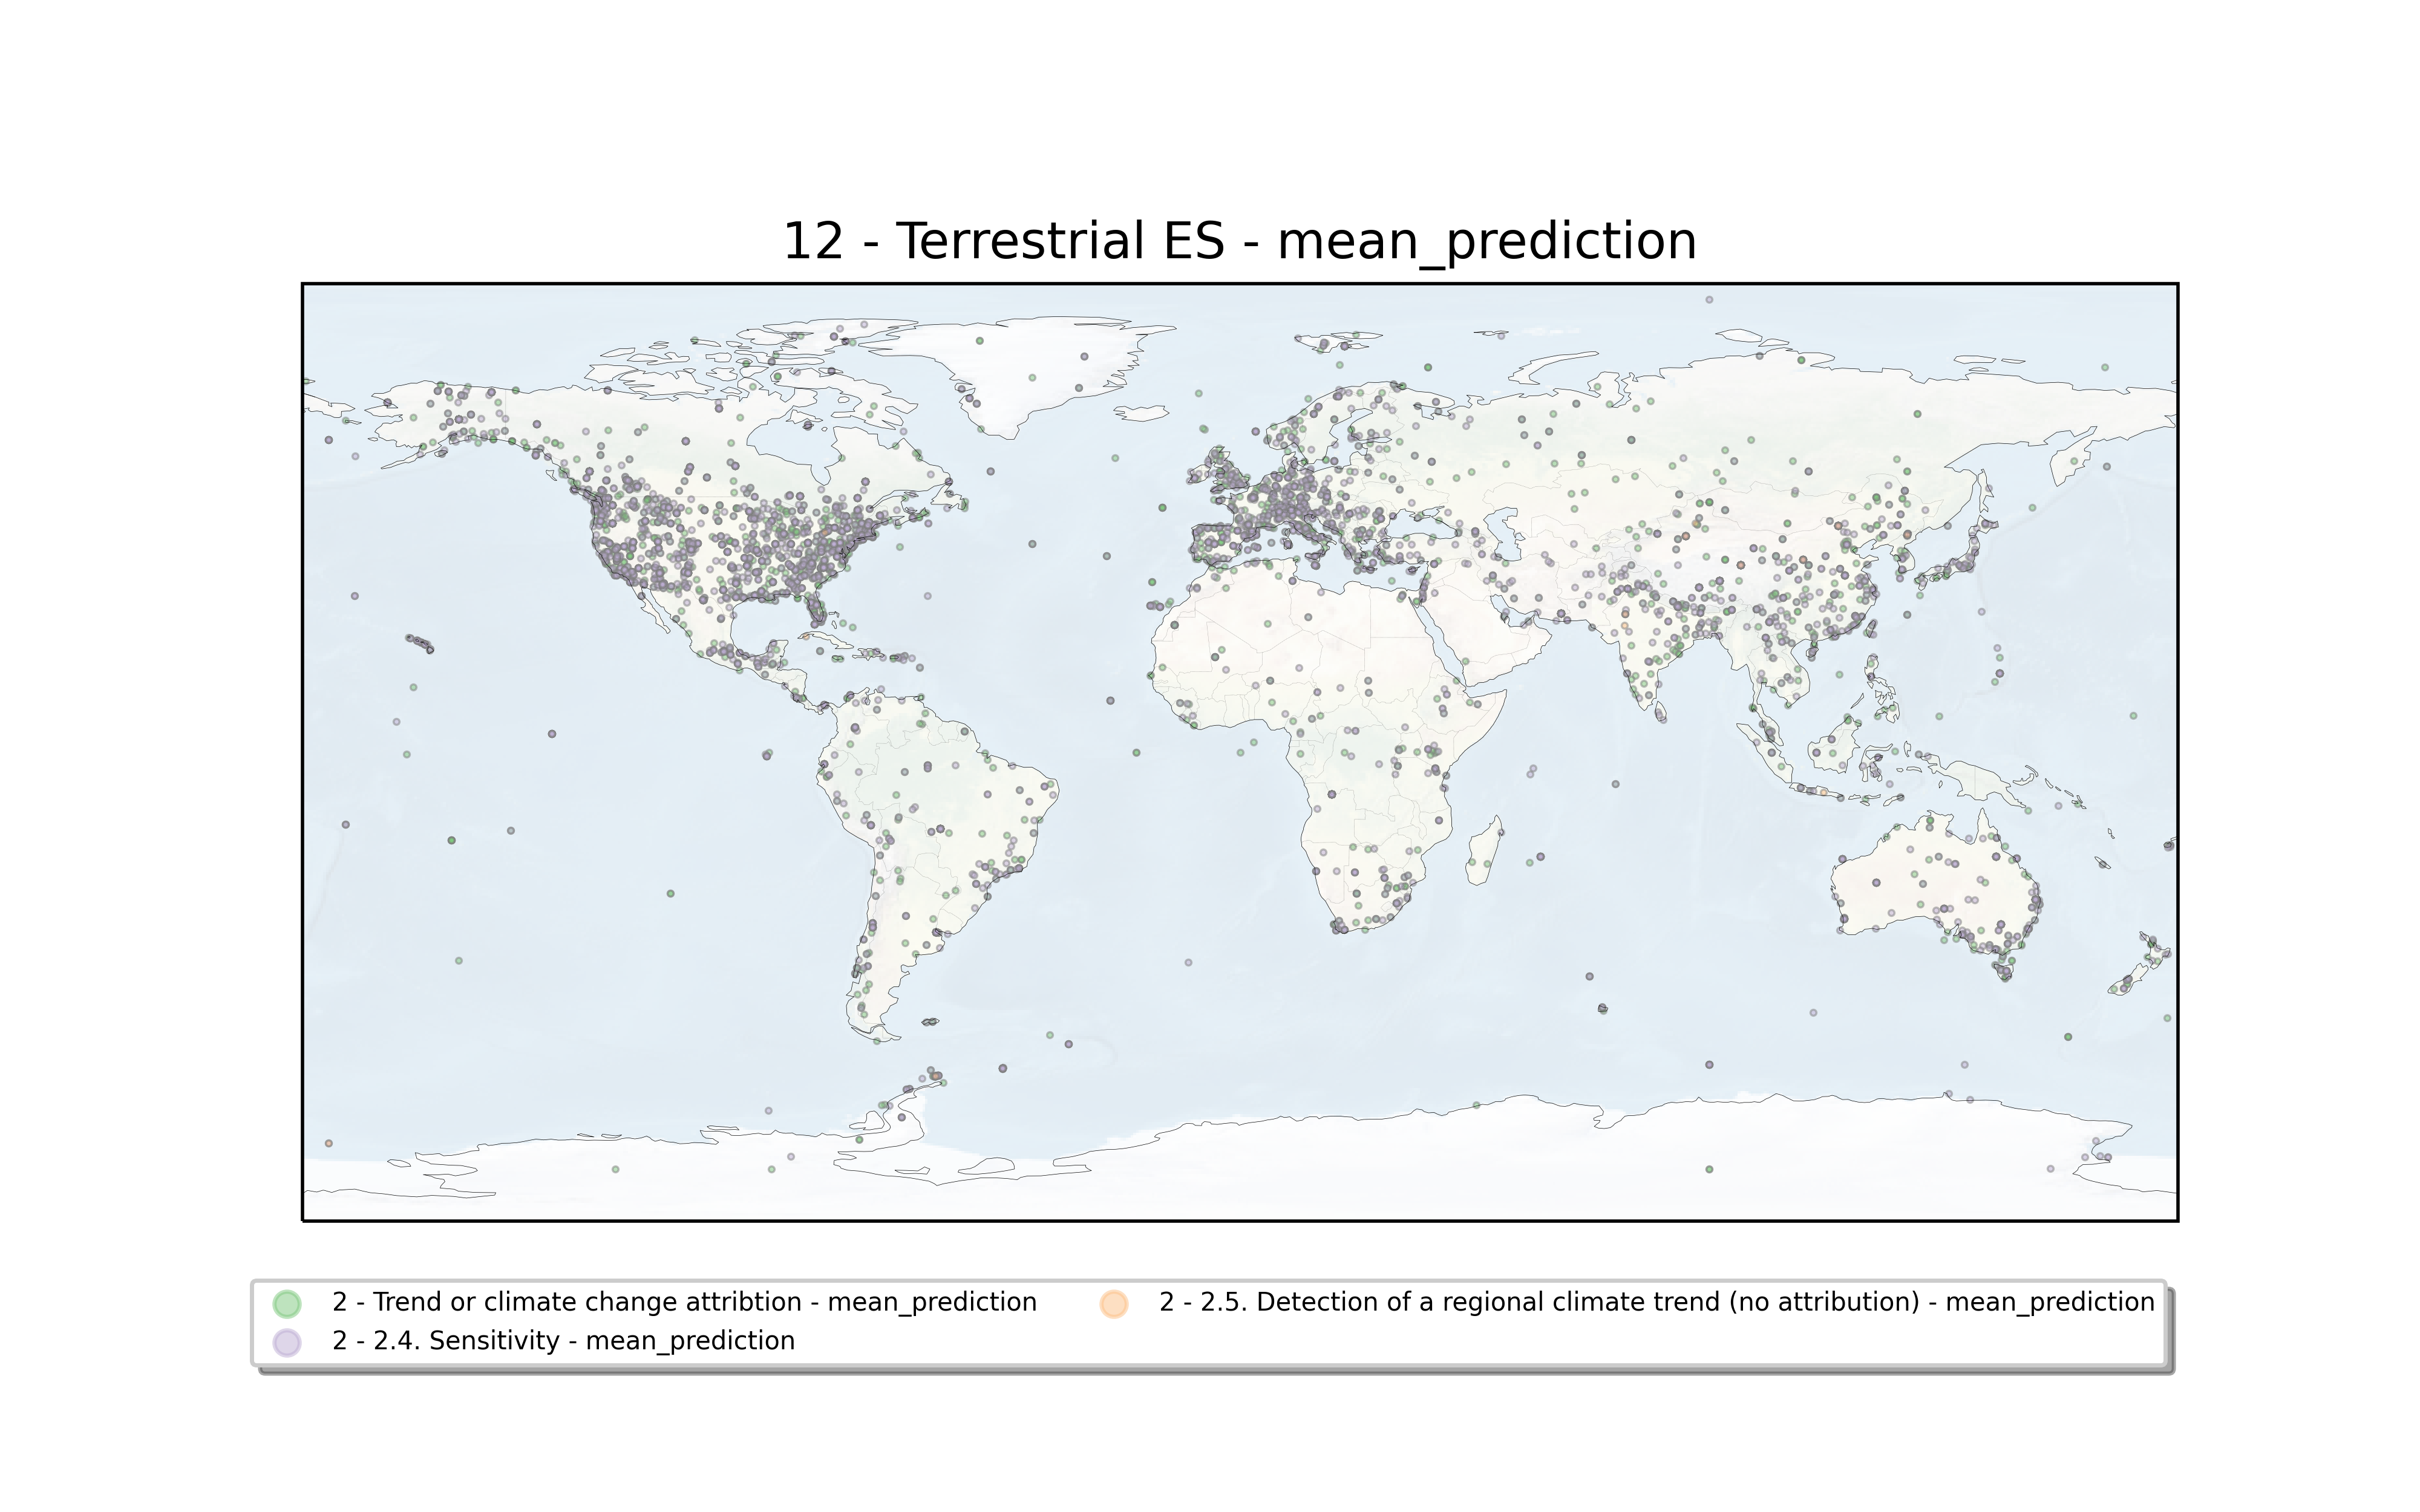 12 - Terrestrial ES - mean_prediction
2 - Trend or climate change attribtion - mean_prediction
2 - 2.4. Sensitivity - mean_prediction
2 - 2.5. Detection of a regional climate trend (no attribution) - mean_prediction